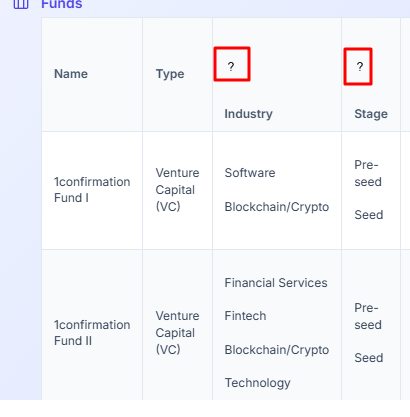 Funds
?
?
Name
Type
Industry
Stage
1confirmation
Fund I
Venture
Capital
(VC)
Software
Blockchain/Crypto
Pre-
seed
Seed
1confirmation
Fund II
Venture
Capital
(VC)
Financial Services
Fintech
Blockchain/Crypto
Technology
Pre-
seed
Seed